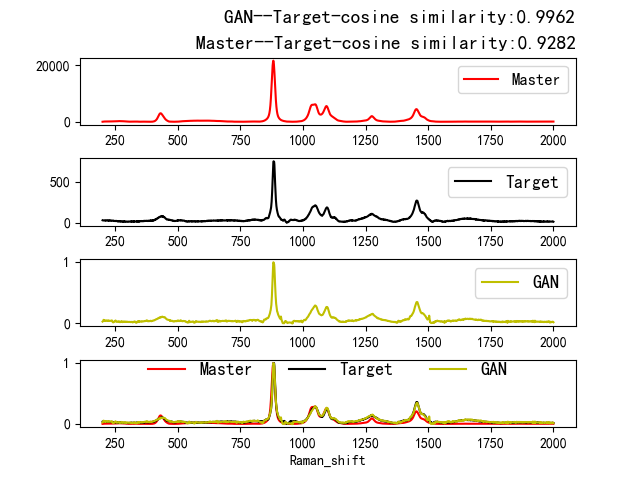 GAN--Target-cosine similarity:0.9962
Master--Target-cosine similarity:0.9282
20000
0
Master
250 500 750 1000 1250 1500 1750 2000
500
0
Target
250 500 750 1000 1250 1500 1750 2000
1
0
GAN
250 500 750 1000 1250 1500 1750 2000
1
0
Master Target GAN
250 500 750 1000 1250 1500 1750 2000
Raman_shift